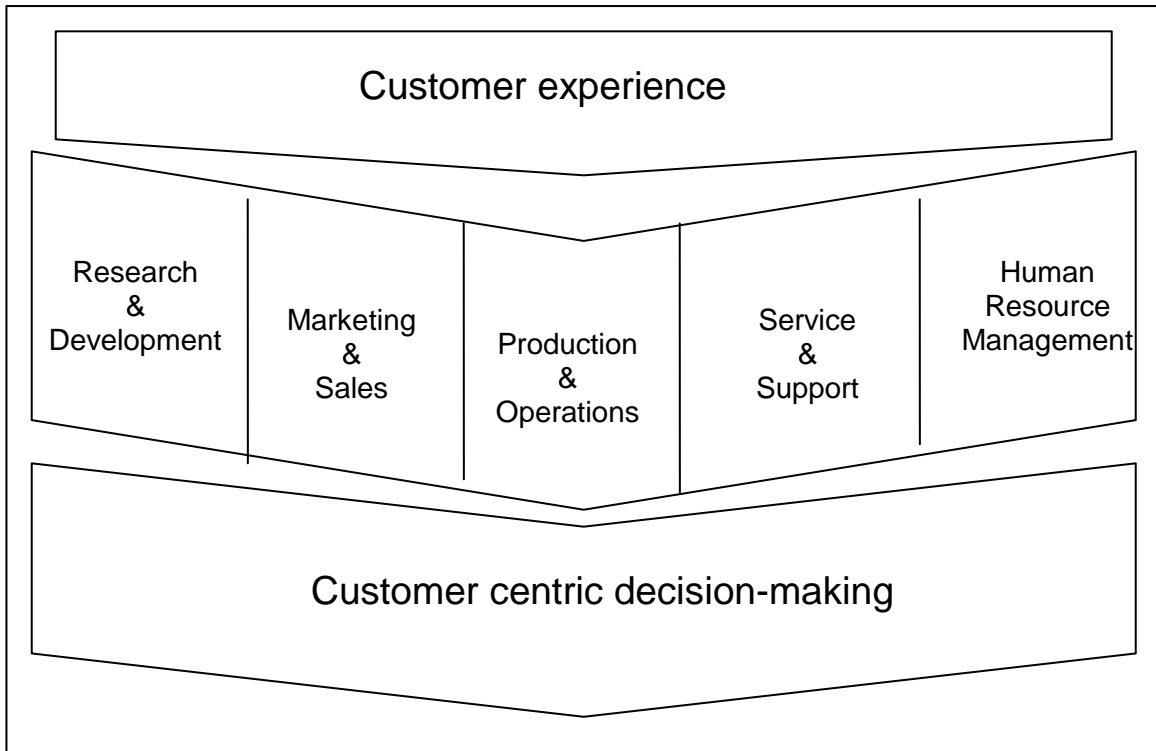 Customer experience
Research
&
Development
Marketing
&
Sales
Production
&
Operations
Service
&
Support
Human
Resource
Management
Customer centric decision-making